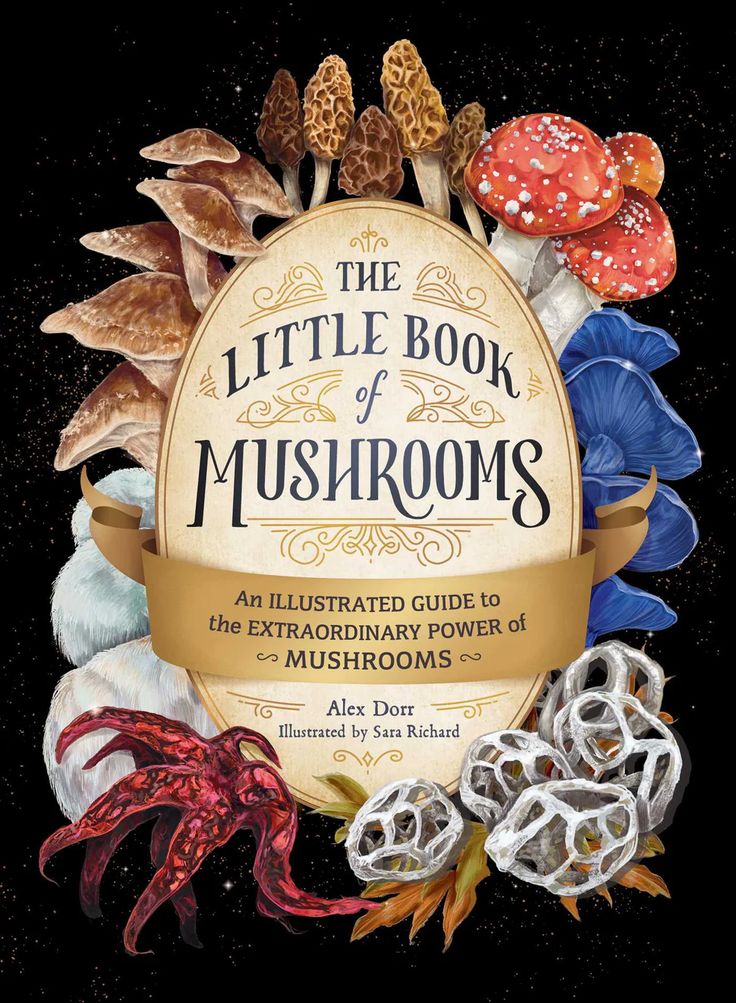 THE
LITTLE BOOK
of
MUSHROOMS
An ILLUSTRATED GUIDE to
the EXTRAORDINARY POWER of
~ MUSHROOMS ~
Alex Dorr
Illustrated by Sara Richard